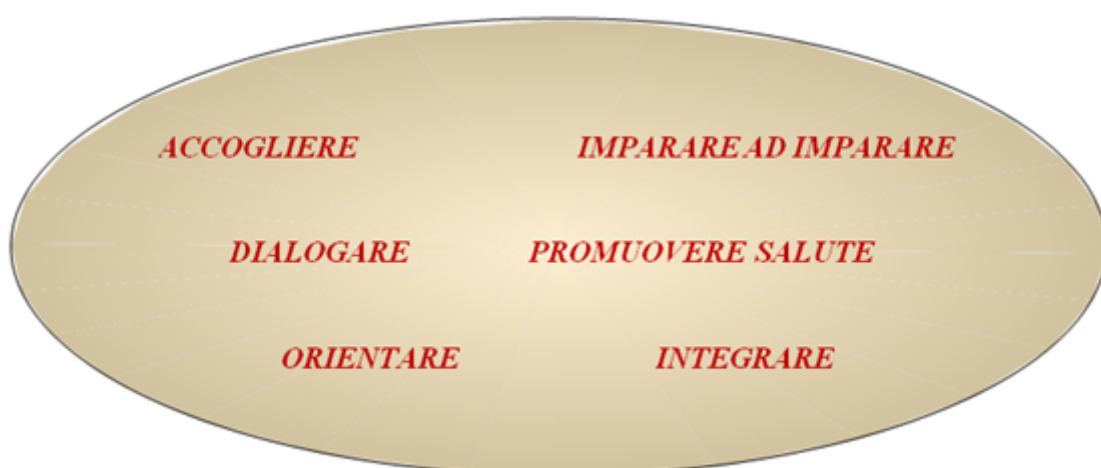 ACCOGLIERE IMPARARE AD IMPARARE
DIALOGARE PROMUOVERE SALUTE
ORIENTARE INTEGRARE